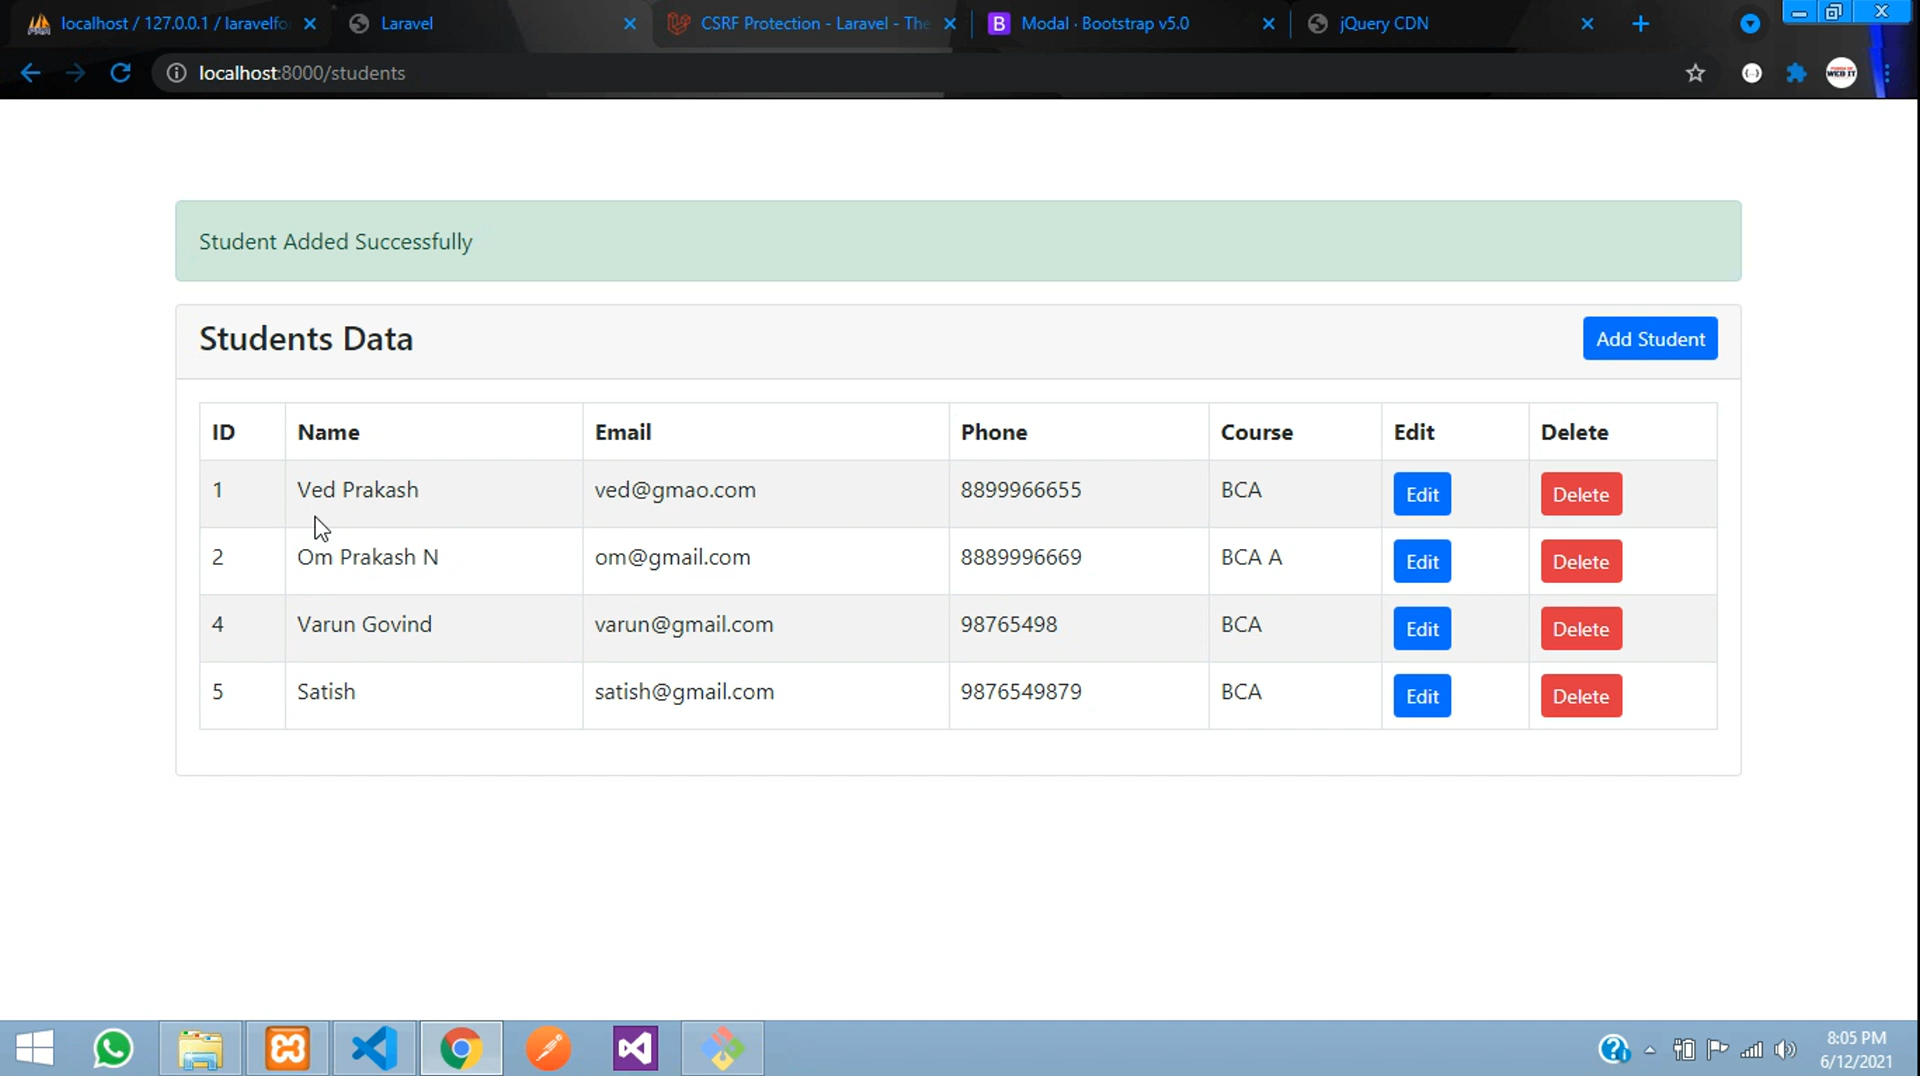 localhost / 127.0.0.1 / laravelfo
Laravel
CSRF Protection - Laravel - The
B Modal · Bootstrap v5.0
jQuery CDN
localhost:8000/students
WEB IT
Student Added Successfully
Students Data
Add Student
ID Name Email Phone Course Edit Delete
1 Ved Prakash ved@gmao.com 8899966655 BCA Edit Delete
2 Om Prakash N om@gmail.com 8889996669 BCA A Edit Delete
4 Varun Govind varun@gmail.com 98765498 BCA Edit Delete
5 Satish satish@gmail.com 9876549879 BCA Edit Delete
8:05 PM
6/12/2021